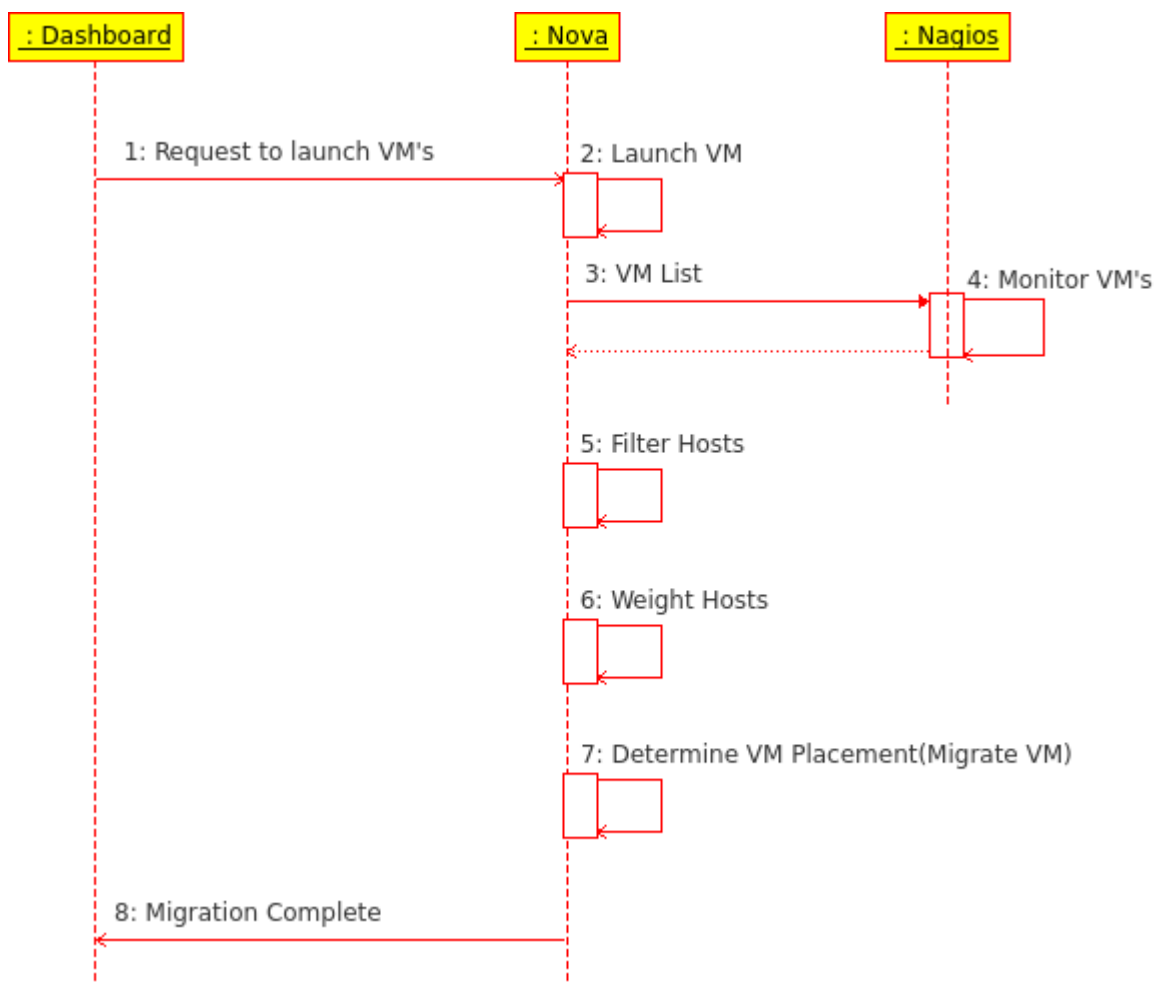 : Dashboard
: Nova
: Nagios
1: Request to launch VM's
2: Launch VM
3: VM List
4: Monitor VM's
5: Filter Hosts
6: Weight Hosts
7: Determine VM Placement(Migrate VM)
8: Migration Complete